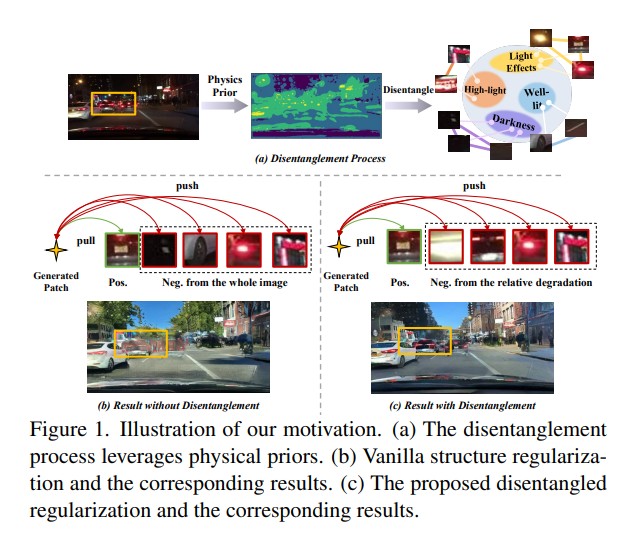 Physics
Prior
Disentangle
Light
Effects
High-light
Well-
lit
Darkness
(a) Disentanglement Process
push
pull
Generated
Patch
Pos.
Neg. from the whole image
push
pull
Generated
Patch
Pos.
Neg. from the relative degradation
(b) Result without Disentanglement
(c) Result with Disentanglement
Figure 1. Illustration of our motivation. (a) The disentanglement
process leverages physical priors. (b) Vanilla structure regulariza-
tion and the corresponding results. (c) The proposed disentangled
regularization and the corresponding results.